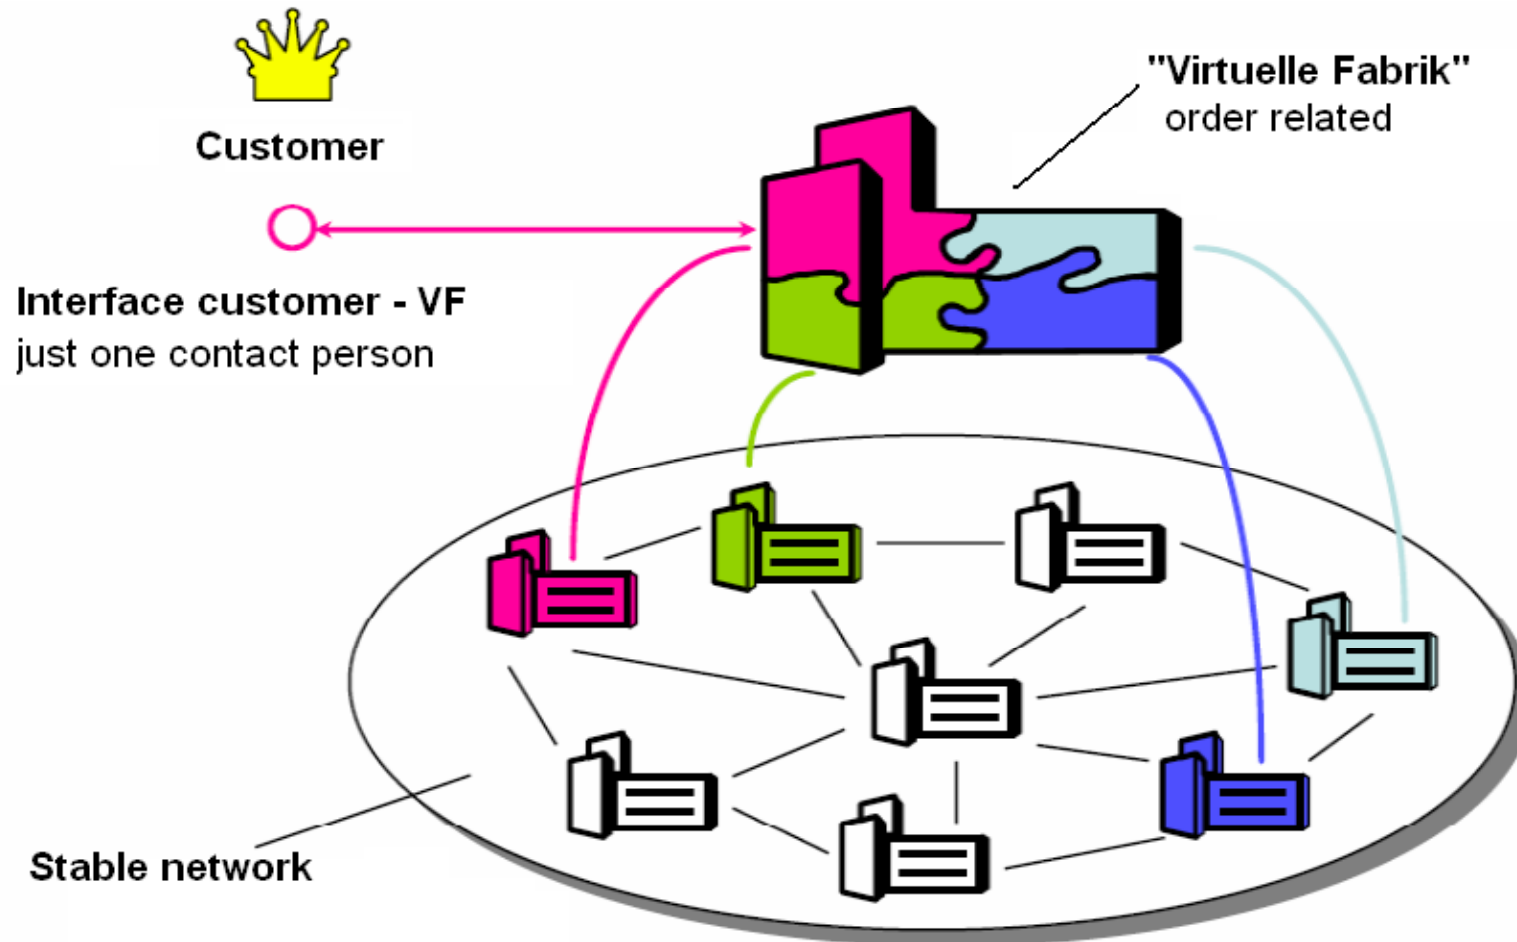 "Virtuelle Fabrik"
order related
Customer
Interface customer - VF
just one contact person
Stable network